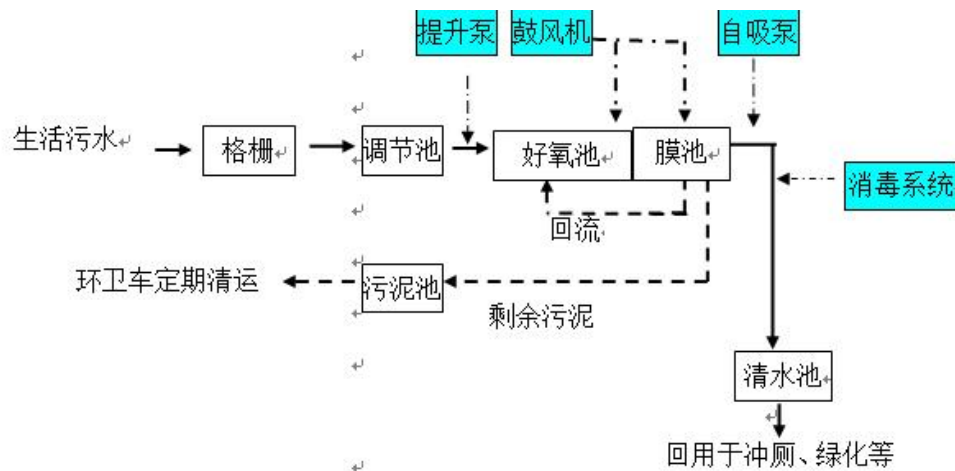 提升泵
鼓风机
自吸泵
生活污水
格栅
调节池
好氧池
膜池
消毒系统
回流
环卫车定期清运
污泥池
剩余污泥
清水池
回用于冲厕、绿化等